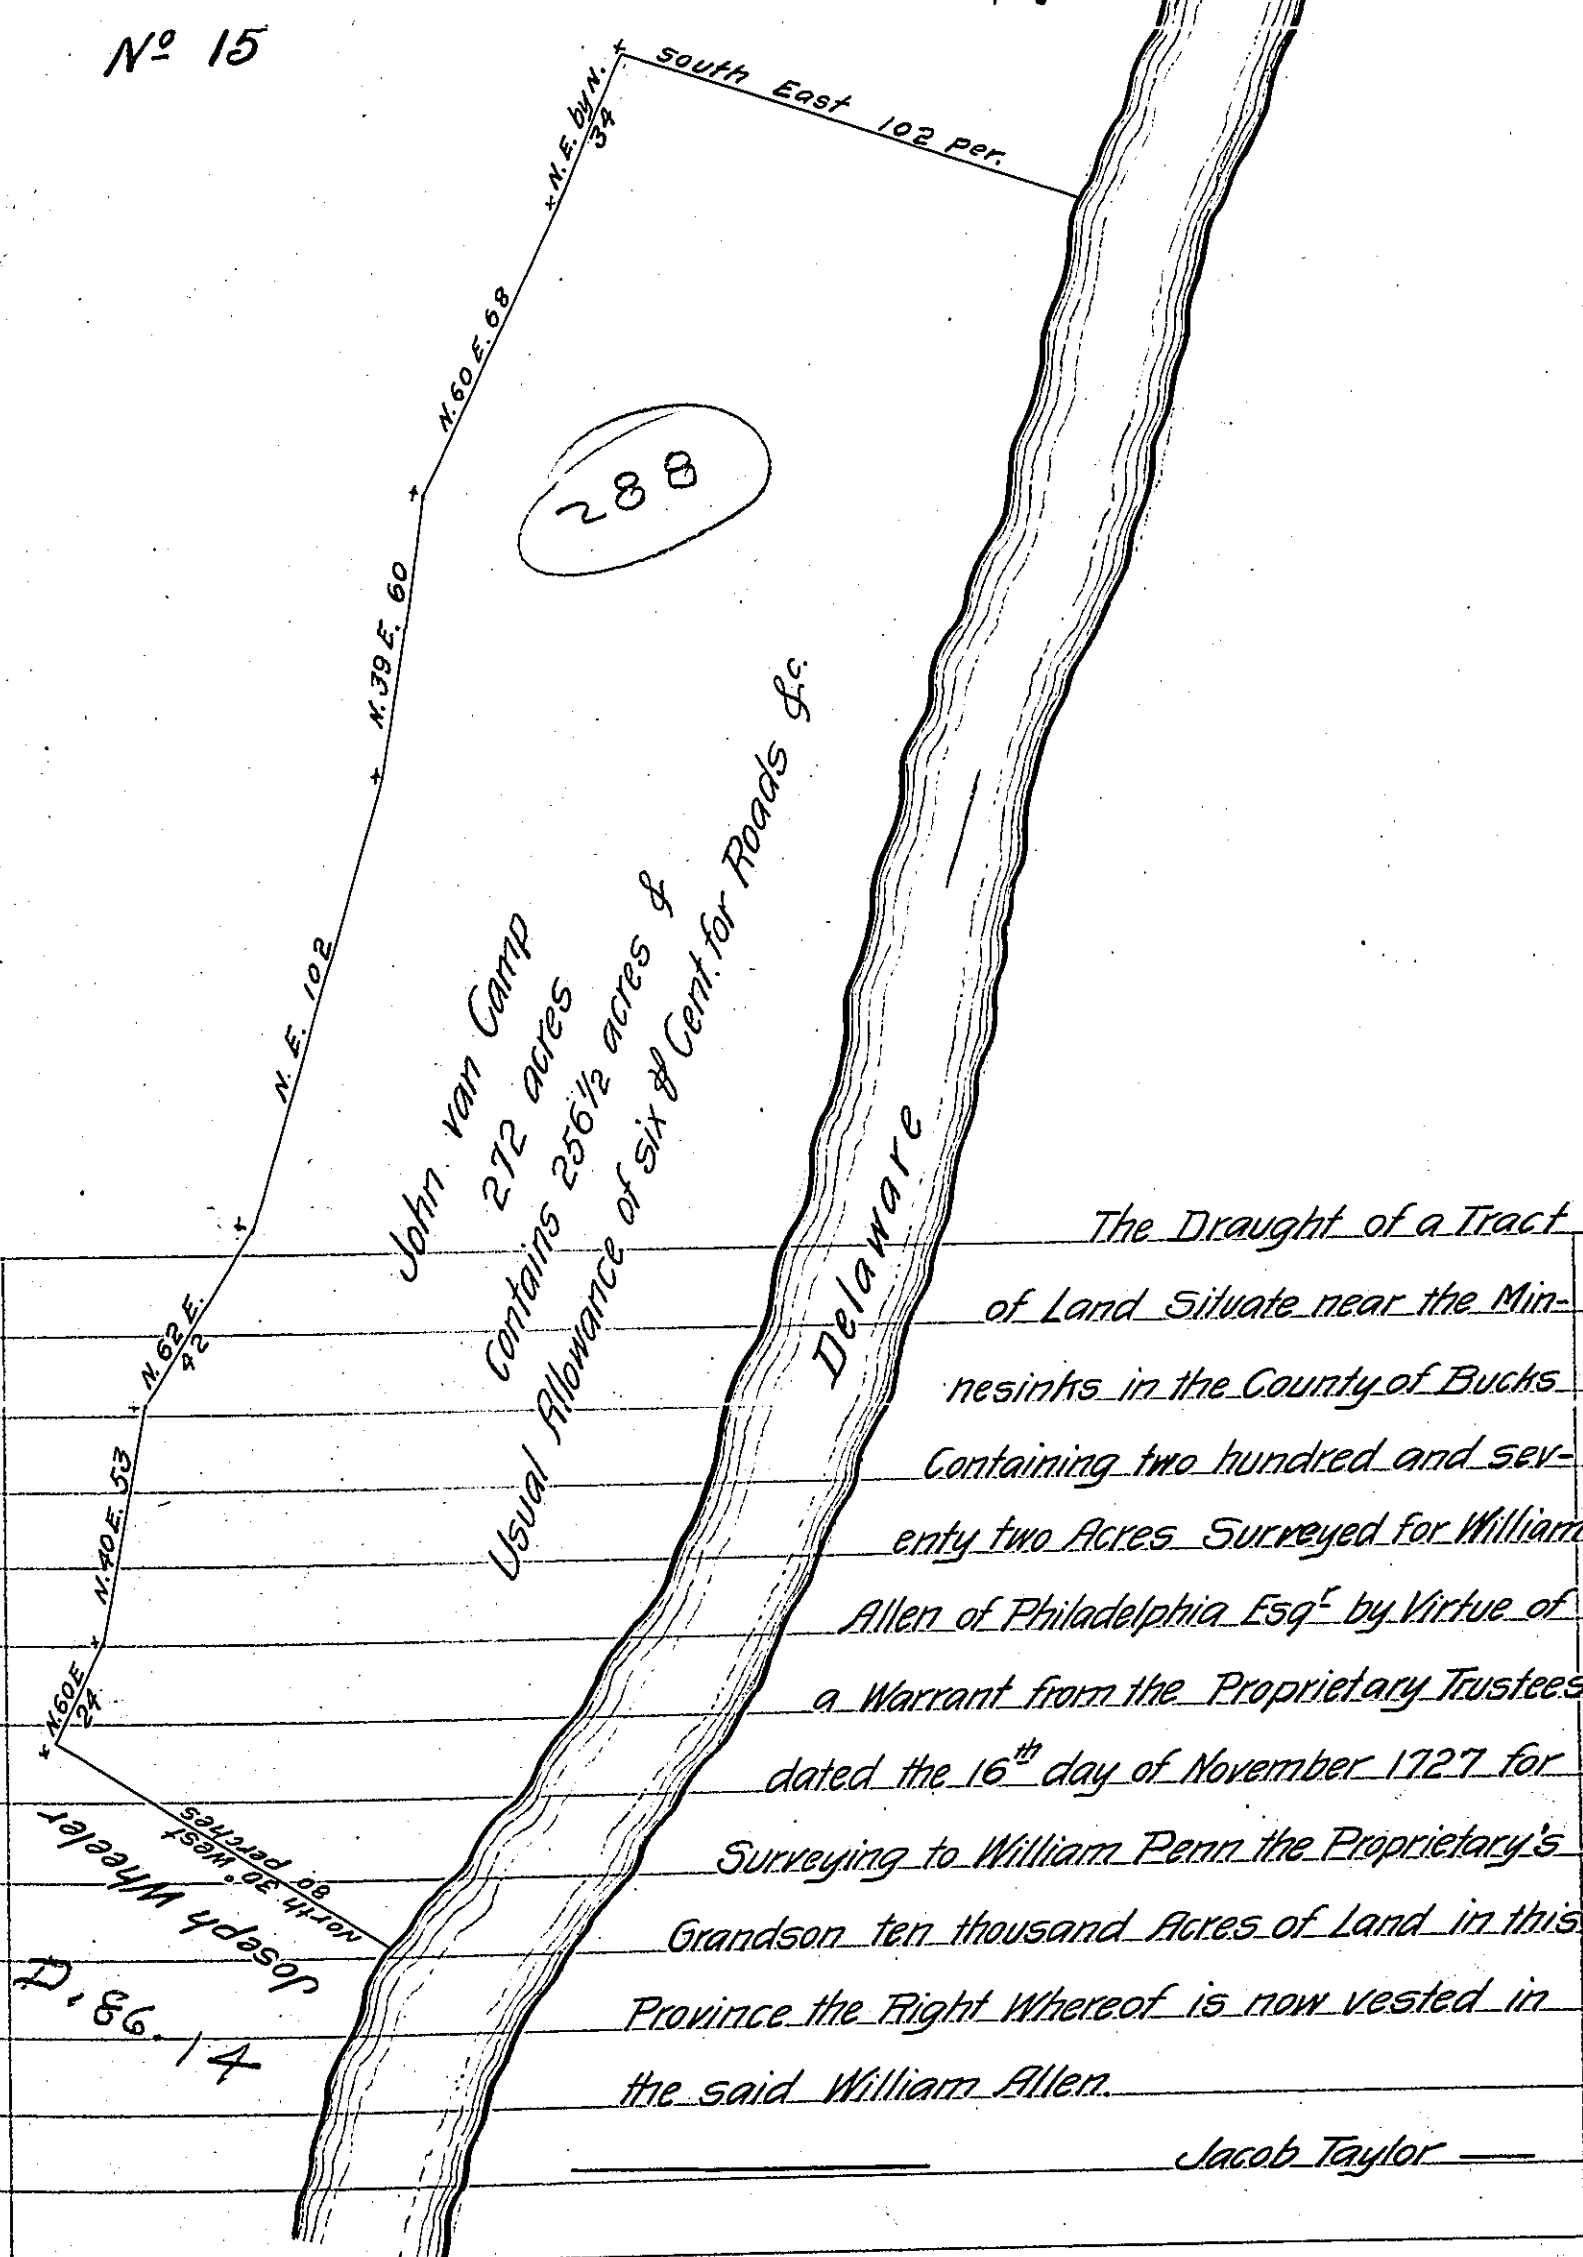 Nº 15
South East 102 per.
N. E. by N.
34
N. 60 E. 68
288
N. 39 E. 60
N. E. 102
John van Camp
272 acres
Contains 256½ acres &
Usual Allowance of six ⅌ Cent. for Roads &c.
N. 62 E.
42
N. 40 E. 53
N. 60 E
24
North 30° West
80 perches
Joseph Wheeler
Delaware
The Draught of a Tract
of Land Situate near the Min-
nesinks in the County of Bucks
Containing two hundred and sev-
enty two Acres Surveyed for William
Allen of Philadelphia Esqr by Virtue of
a Warrant from the Proprietary Trustees
dated the 16th day of November 1727 for
Surveying to William Penn the Proprietary's
Grandson ten thousand Acres of Land in this
Province the Right Whereof is now vested in
the said William Allen.
Jacob Taylor